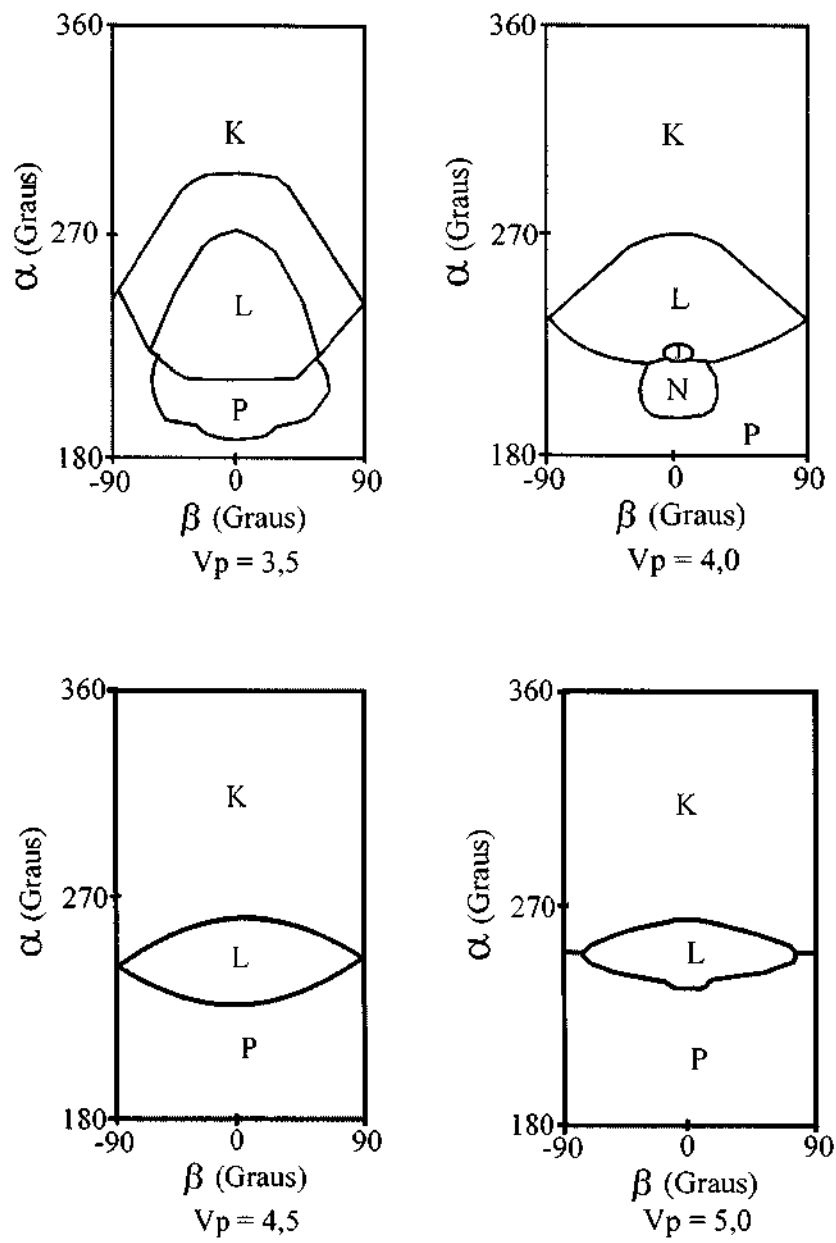 360
K
α (Graus)
270
L
P
180
-90
0
90
β (Graus)
Vp = 3,5
360
K
α (Graus)
270
L
I
N
P
180
-90
0
90
β (Graus)
Vp = 4,0
360
K
α (Graus)
270
L
P
180
-90
0
90
β (Graus)
Vp = 4,5
360
K
α (Graus)
270
L
P
180
-90
0
90
β (Graus)
Vp = 5,0